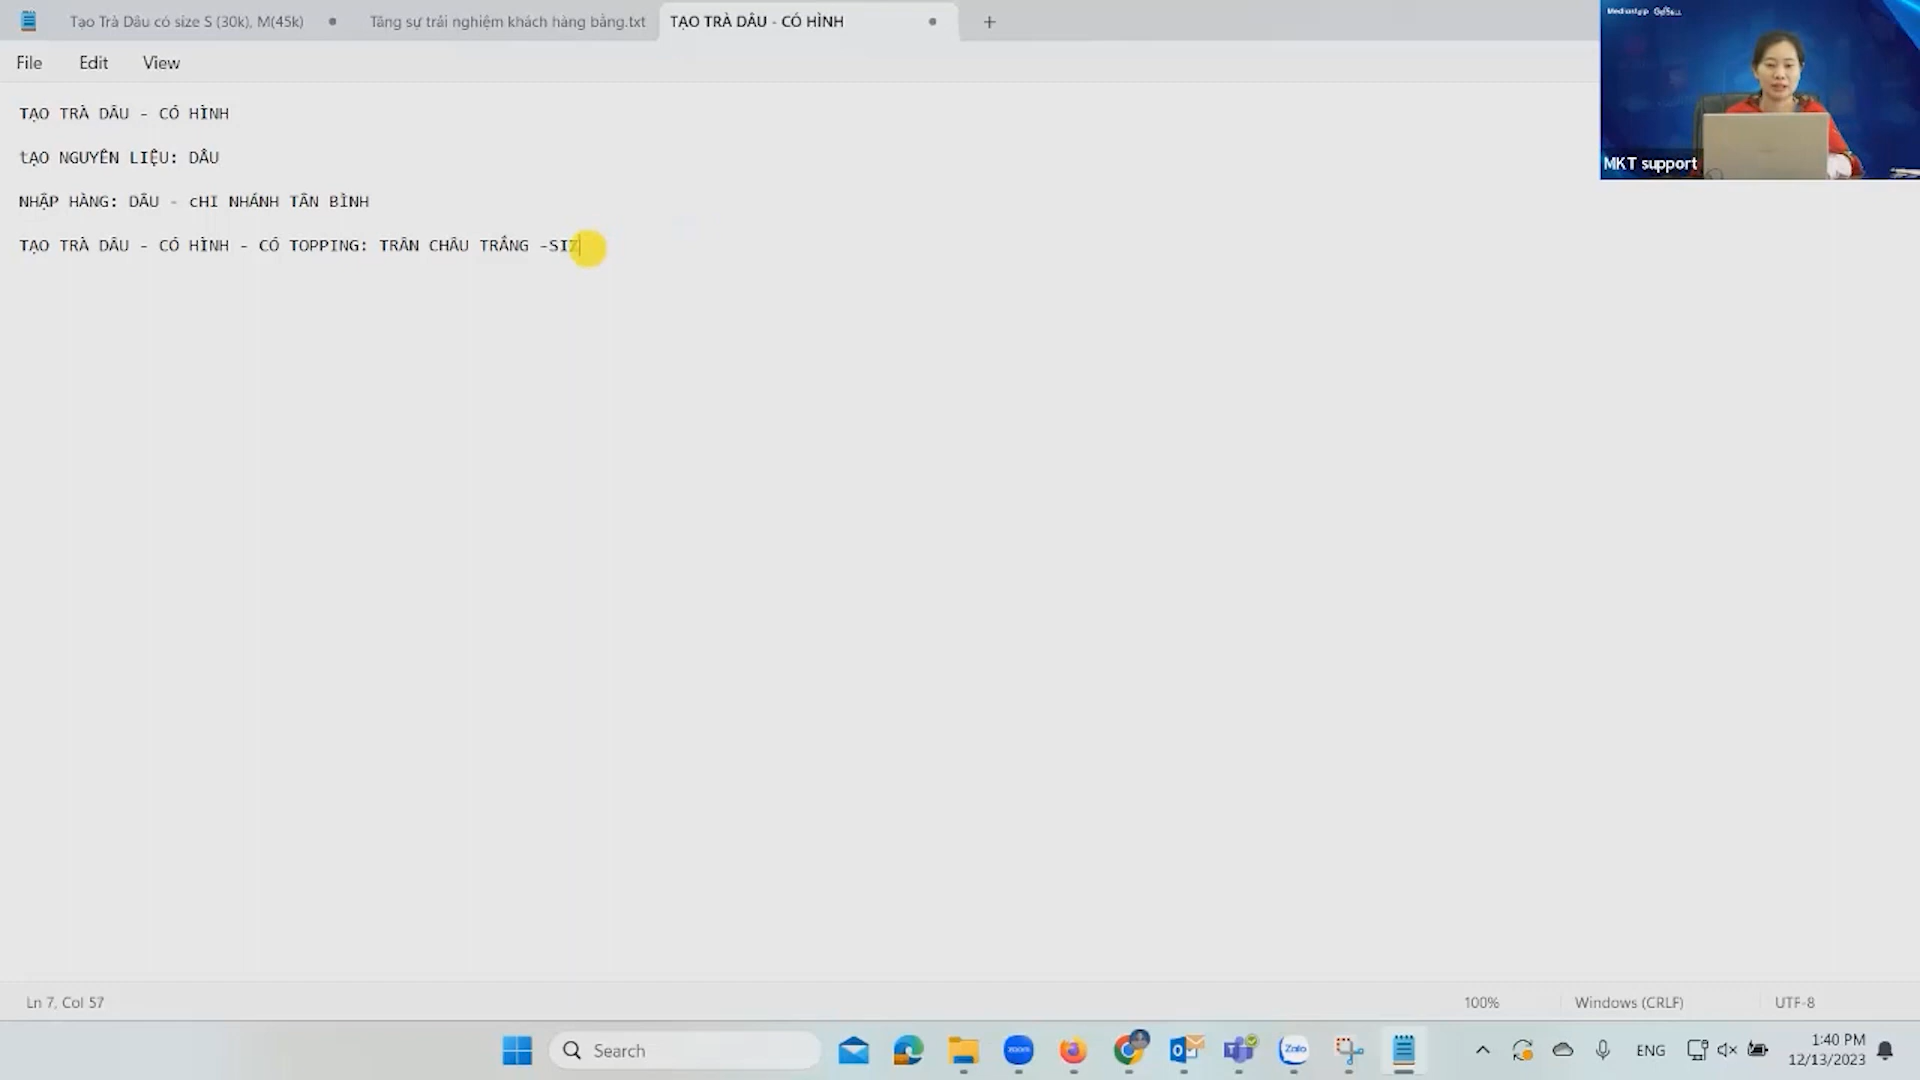 Tạo Trà Dâu có size S (30k), M(45k)
Tăng sự trải nghiệm khách hàng bằng.txt
TẠO TRÀ DÂU - CÓ HÌNH
File Edit View
TẠO TRÀ DÂU - CÓ HÌNH
tẠO NGUYÊN LIỆU: DÂU
NHẬP HÀNG: DÂU - cHI NHÁNH TÂN BÌNH
TẠO TRÀ DÂU - CÓ HÌNH - CÓ TOPPING: TRÂN CHÂU TRẮNG -SIZ
MKT support
Ln 7, Col 57
100%
Windows (CRLF)
UTF-8
Search
zoom
Zalo
ENG
1:40 PM
12/13/2023